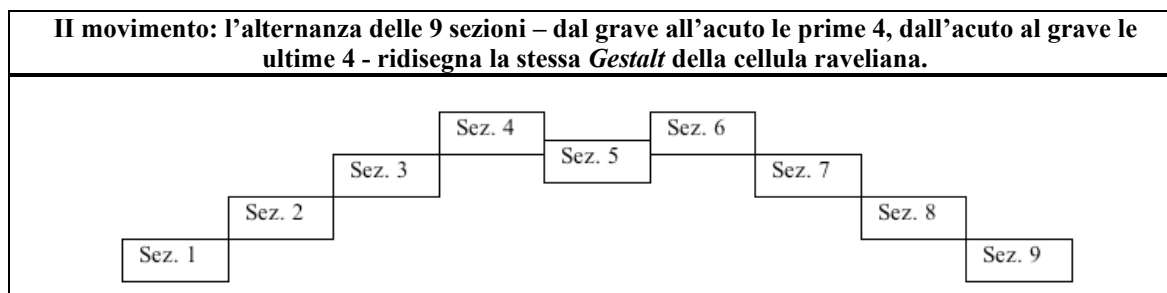 II movimento: l’alternanza delle 9 sezioni – dal grave all’acuto le prime 4, dall’acuto al grave le
ultime 4 - ridisegna la stessa Gestalt della cellula raveliana.
Sez. 1
Sez. 2
Sez. 3
Sez. 4
Sez. 5
Sez. 6
Sez. 7
Sez. 8
Sez. 9